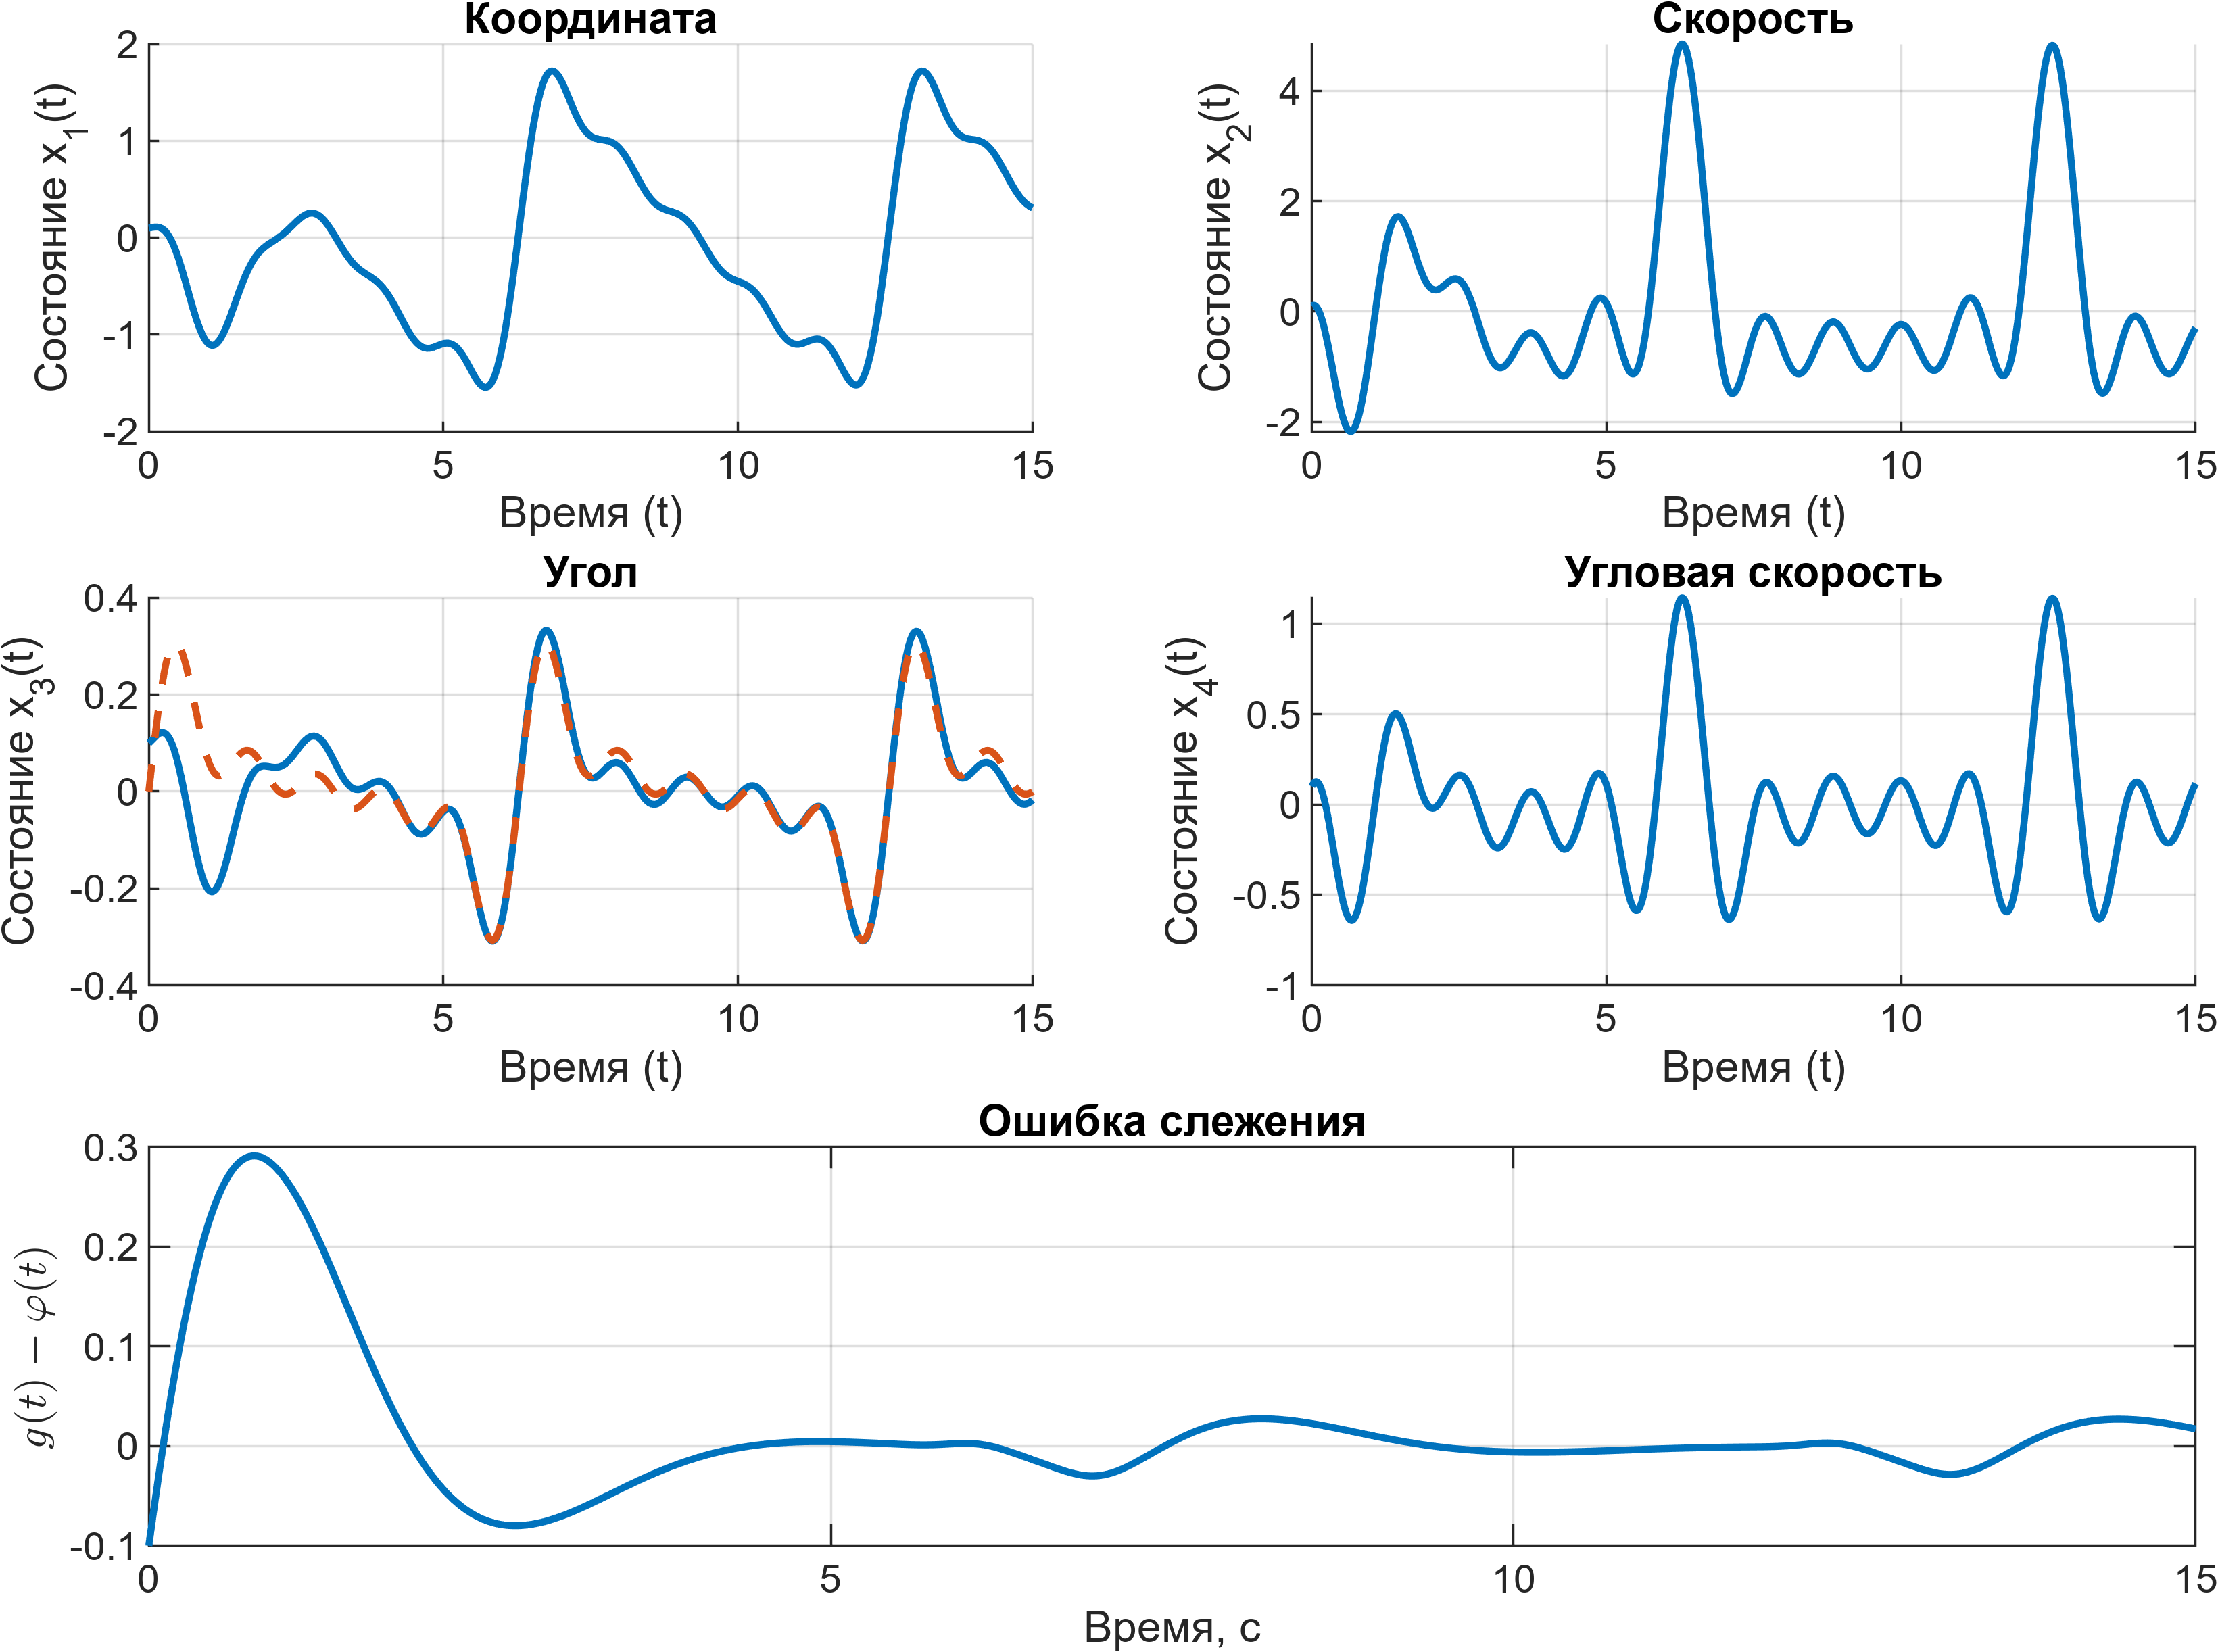 Координата
Состояние x1(t)
2
1
0
-1
-2
0 5 10 15
Время (t)
Скорость
Состояние x2(t)
4
2
0
-2
0 5 10 15
Время (t)
Угол
Состояние x3(t)
0.4
0.2
0
-0.2
-0.4
0 5 10 15
Время (t)
Угловая скорость
Состояние x4(t)
1
0.5
0
-0.5
-1
0 5 10 15
Время (t)
Ошибка слежения
g(t) − φ(t)
0.3
0.2
0.1
0
-0.1
0 5 10 15
Время, с